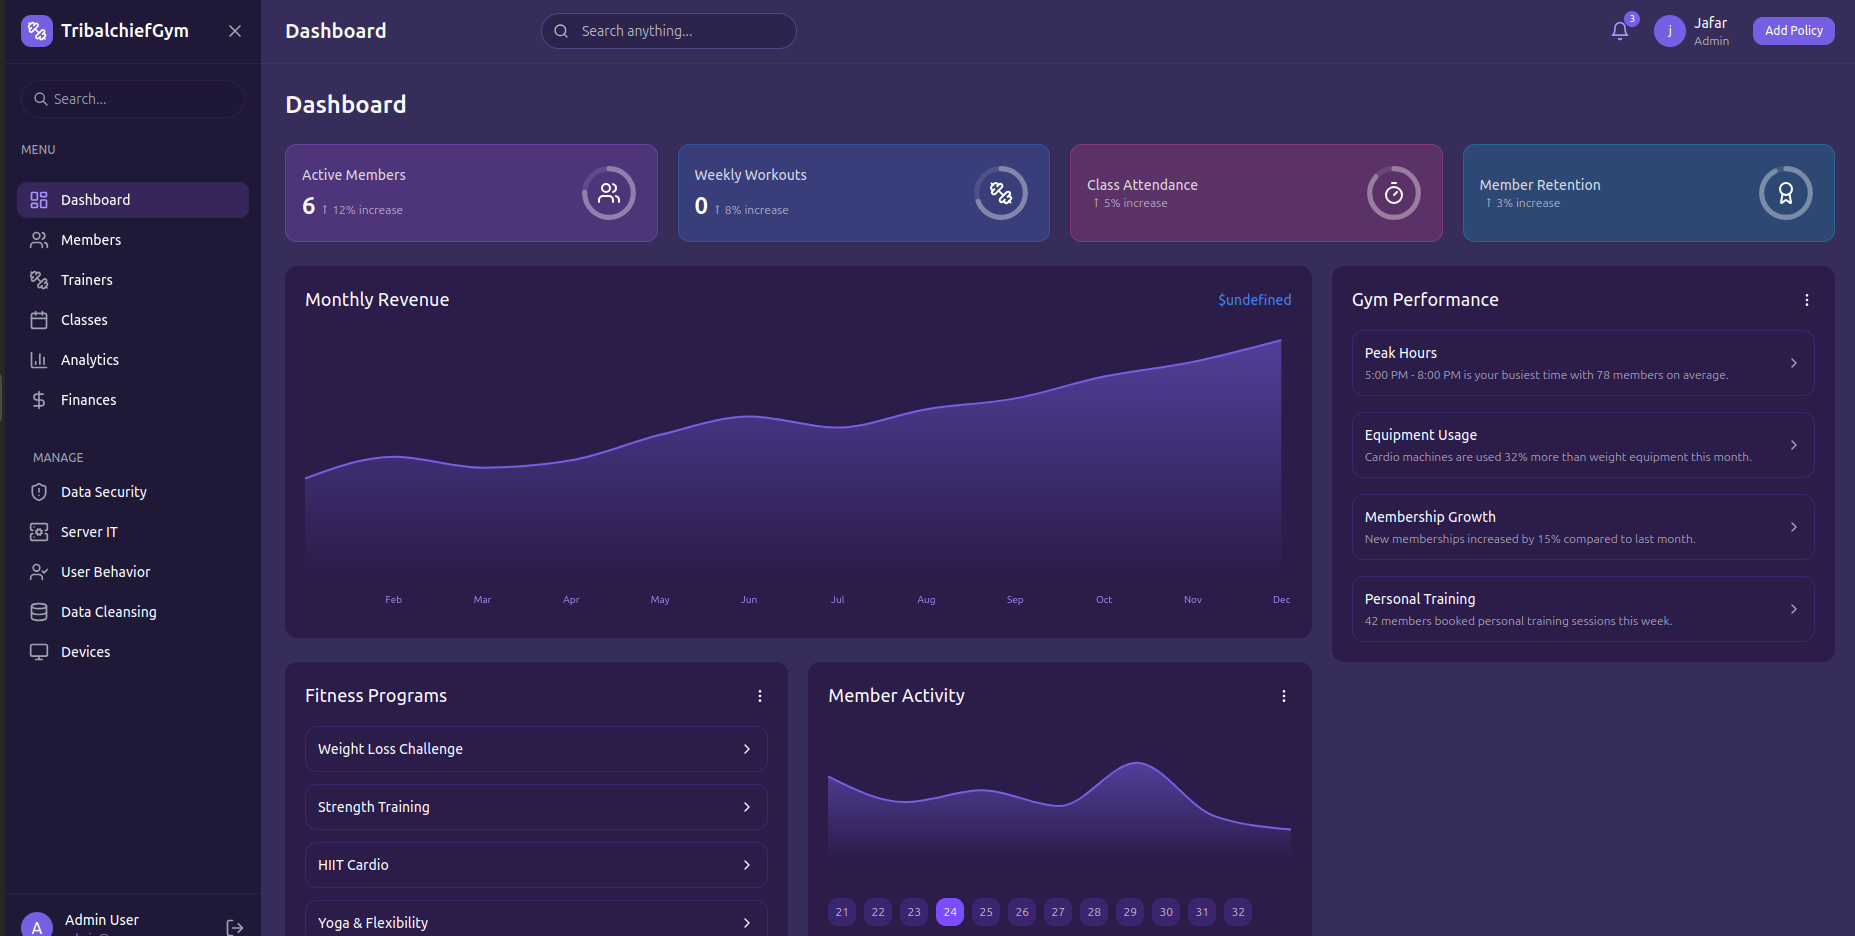 TribalchiefGym
Dashboard
Search anything...
3
j
Jafar
Admin
Add Policy
Search...
MENU
Dashboard
Members
Trainers
Classes
Analytics
Finances
MANAGE
Data Security
Server IT
User Behavior
Data Cleansing
Devices
A
Admin User
Dashboard
Active Members
6 ↑ 12% increase
Weekly Workouts
0 ↑ 8% increase
Class Attendance
↑ 5% increase
Member Retention
↑ 3% increase
Monthly Revenue
$undefined
Feb Mar Apr May Jun Jul Aug Sep Oct Nov Dec
Gym Performance
Peak Hours
5:00 PM - 8:00 PM is your busiest time with 78 members on average.
Equipment Usage
Cardio machines are used 32% more than weight equipment this month.
Membership Growth
New memberships increased by 15% compared to last month.
Personal Training
42 members booked personal training sessions this week.
Fitness Programs
Weight Loss Challenge
Strength Training
HIIT Cardio
Yoga & Flexibility
Member Activity
21 22 23 24 25 26 27 28 29 30 31 32